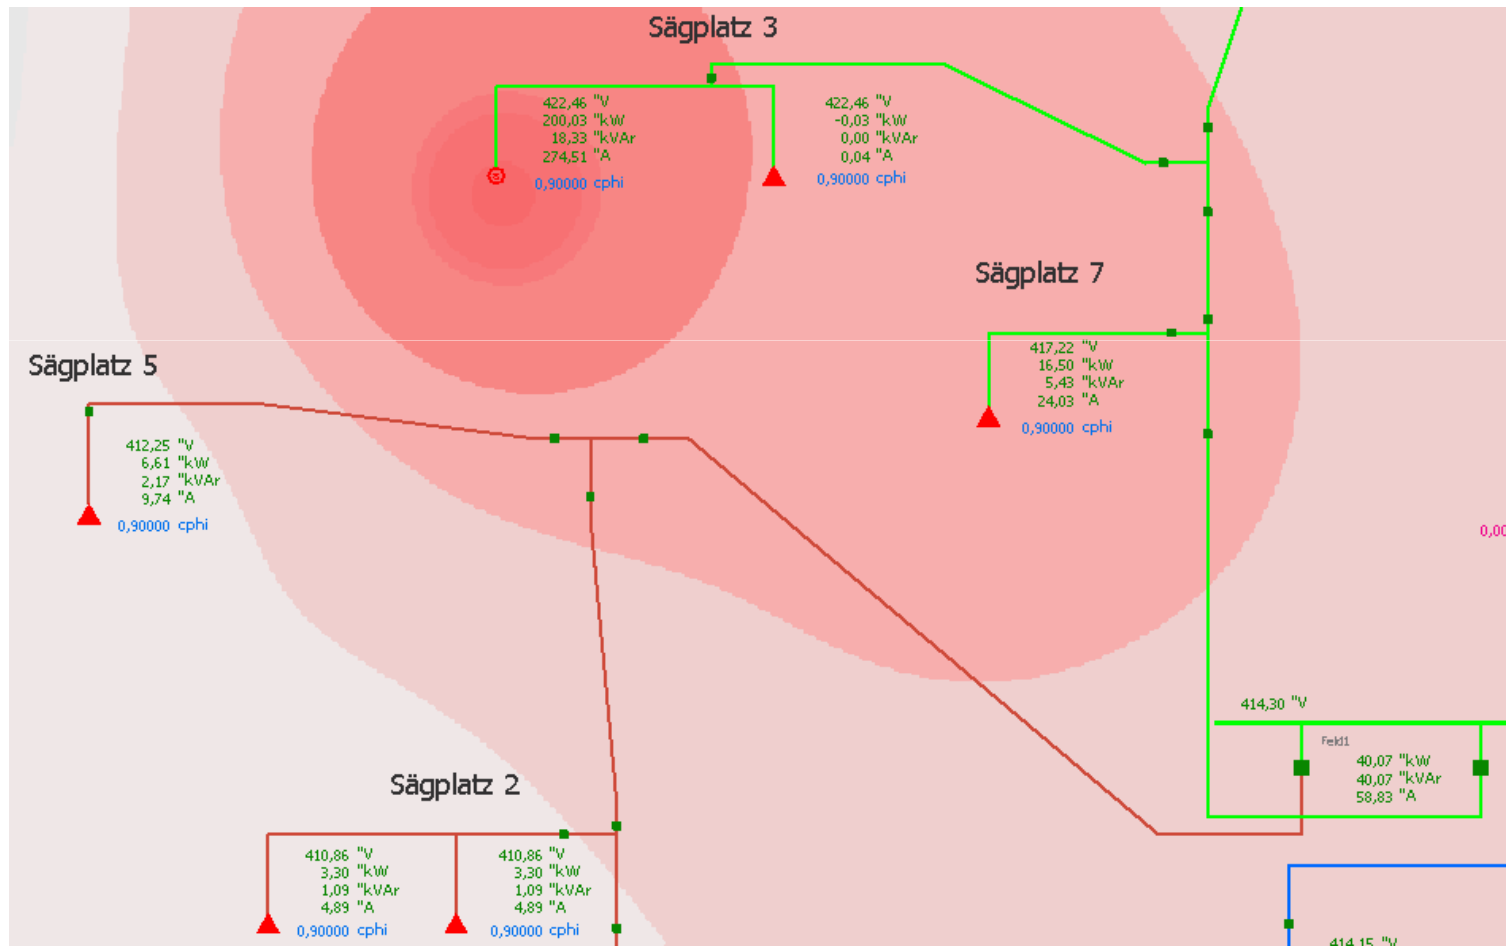 Sägplatz 3
422,46 "V
200,03 "kW
18,33 "kVAr
274,51 "A
0,90000 cphi
422,46 "V
-0,03 "kW
0,00 "kVAr
0,04 "A
0,90000 cphi
Sägplatz 7
417,22 "V
16,50 "kW
5,43 "kVAr
24,03 "A
0,90000 cphi
Sägplatz 5
412,25 "V
6,61 "kW
2,17 "kVAr
9,74 "A
0,90000 cphi
0,00
414,30 "V
Feld1
40,07 "kW
40,07 "kVAr
58,83 "A
Sägplatz 2
410,86 "V
3,30 "kW
1,09 "kVAr
4,89 "A
0,90000 cphi
410,86 "V
3,30 "kW
1,09 "kVAr
4,89 "A
0,90000 cphi
414,15 "V